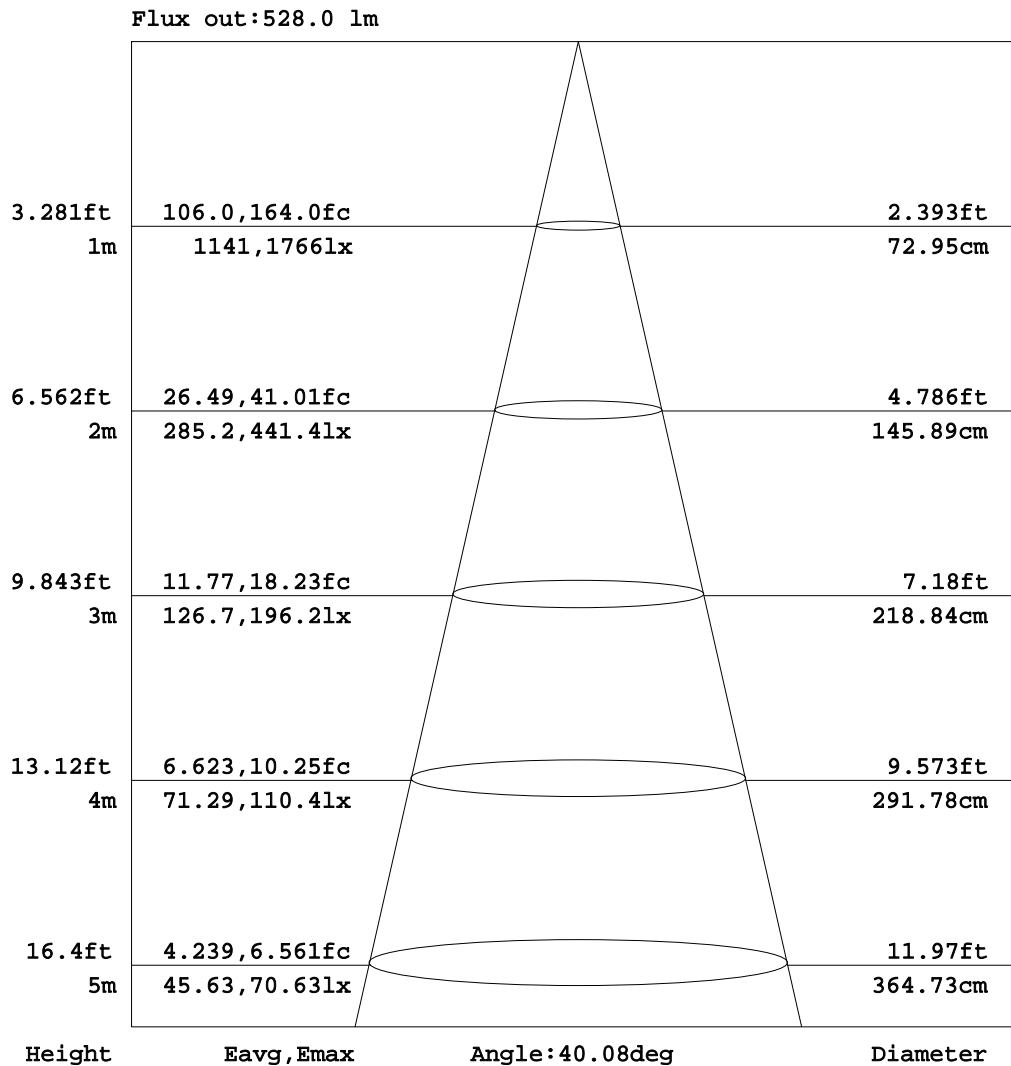 Flux out:528.0 lm
3.281ft 106.0,164.0fc 2.393ft
1m 1141,1766lx 72.95cm
6.562ft 26.49,41.01fc 4.786ft
2m 285.2,441.4lx 145.89cm
9.843ft 11.77,18.23fc 7.18ft
3m 126.7,196.2lx 218.84cm
13.12ft 6.623,10.25fc 9.573ft
4m 71.29,110.4lx 291.78cm
16.4ft 4.239,6.561fc 11.97ft
5m 45.63,70.63lx 364.73cm
Height Eavg,Emax Angle:40.08deg Diameter